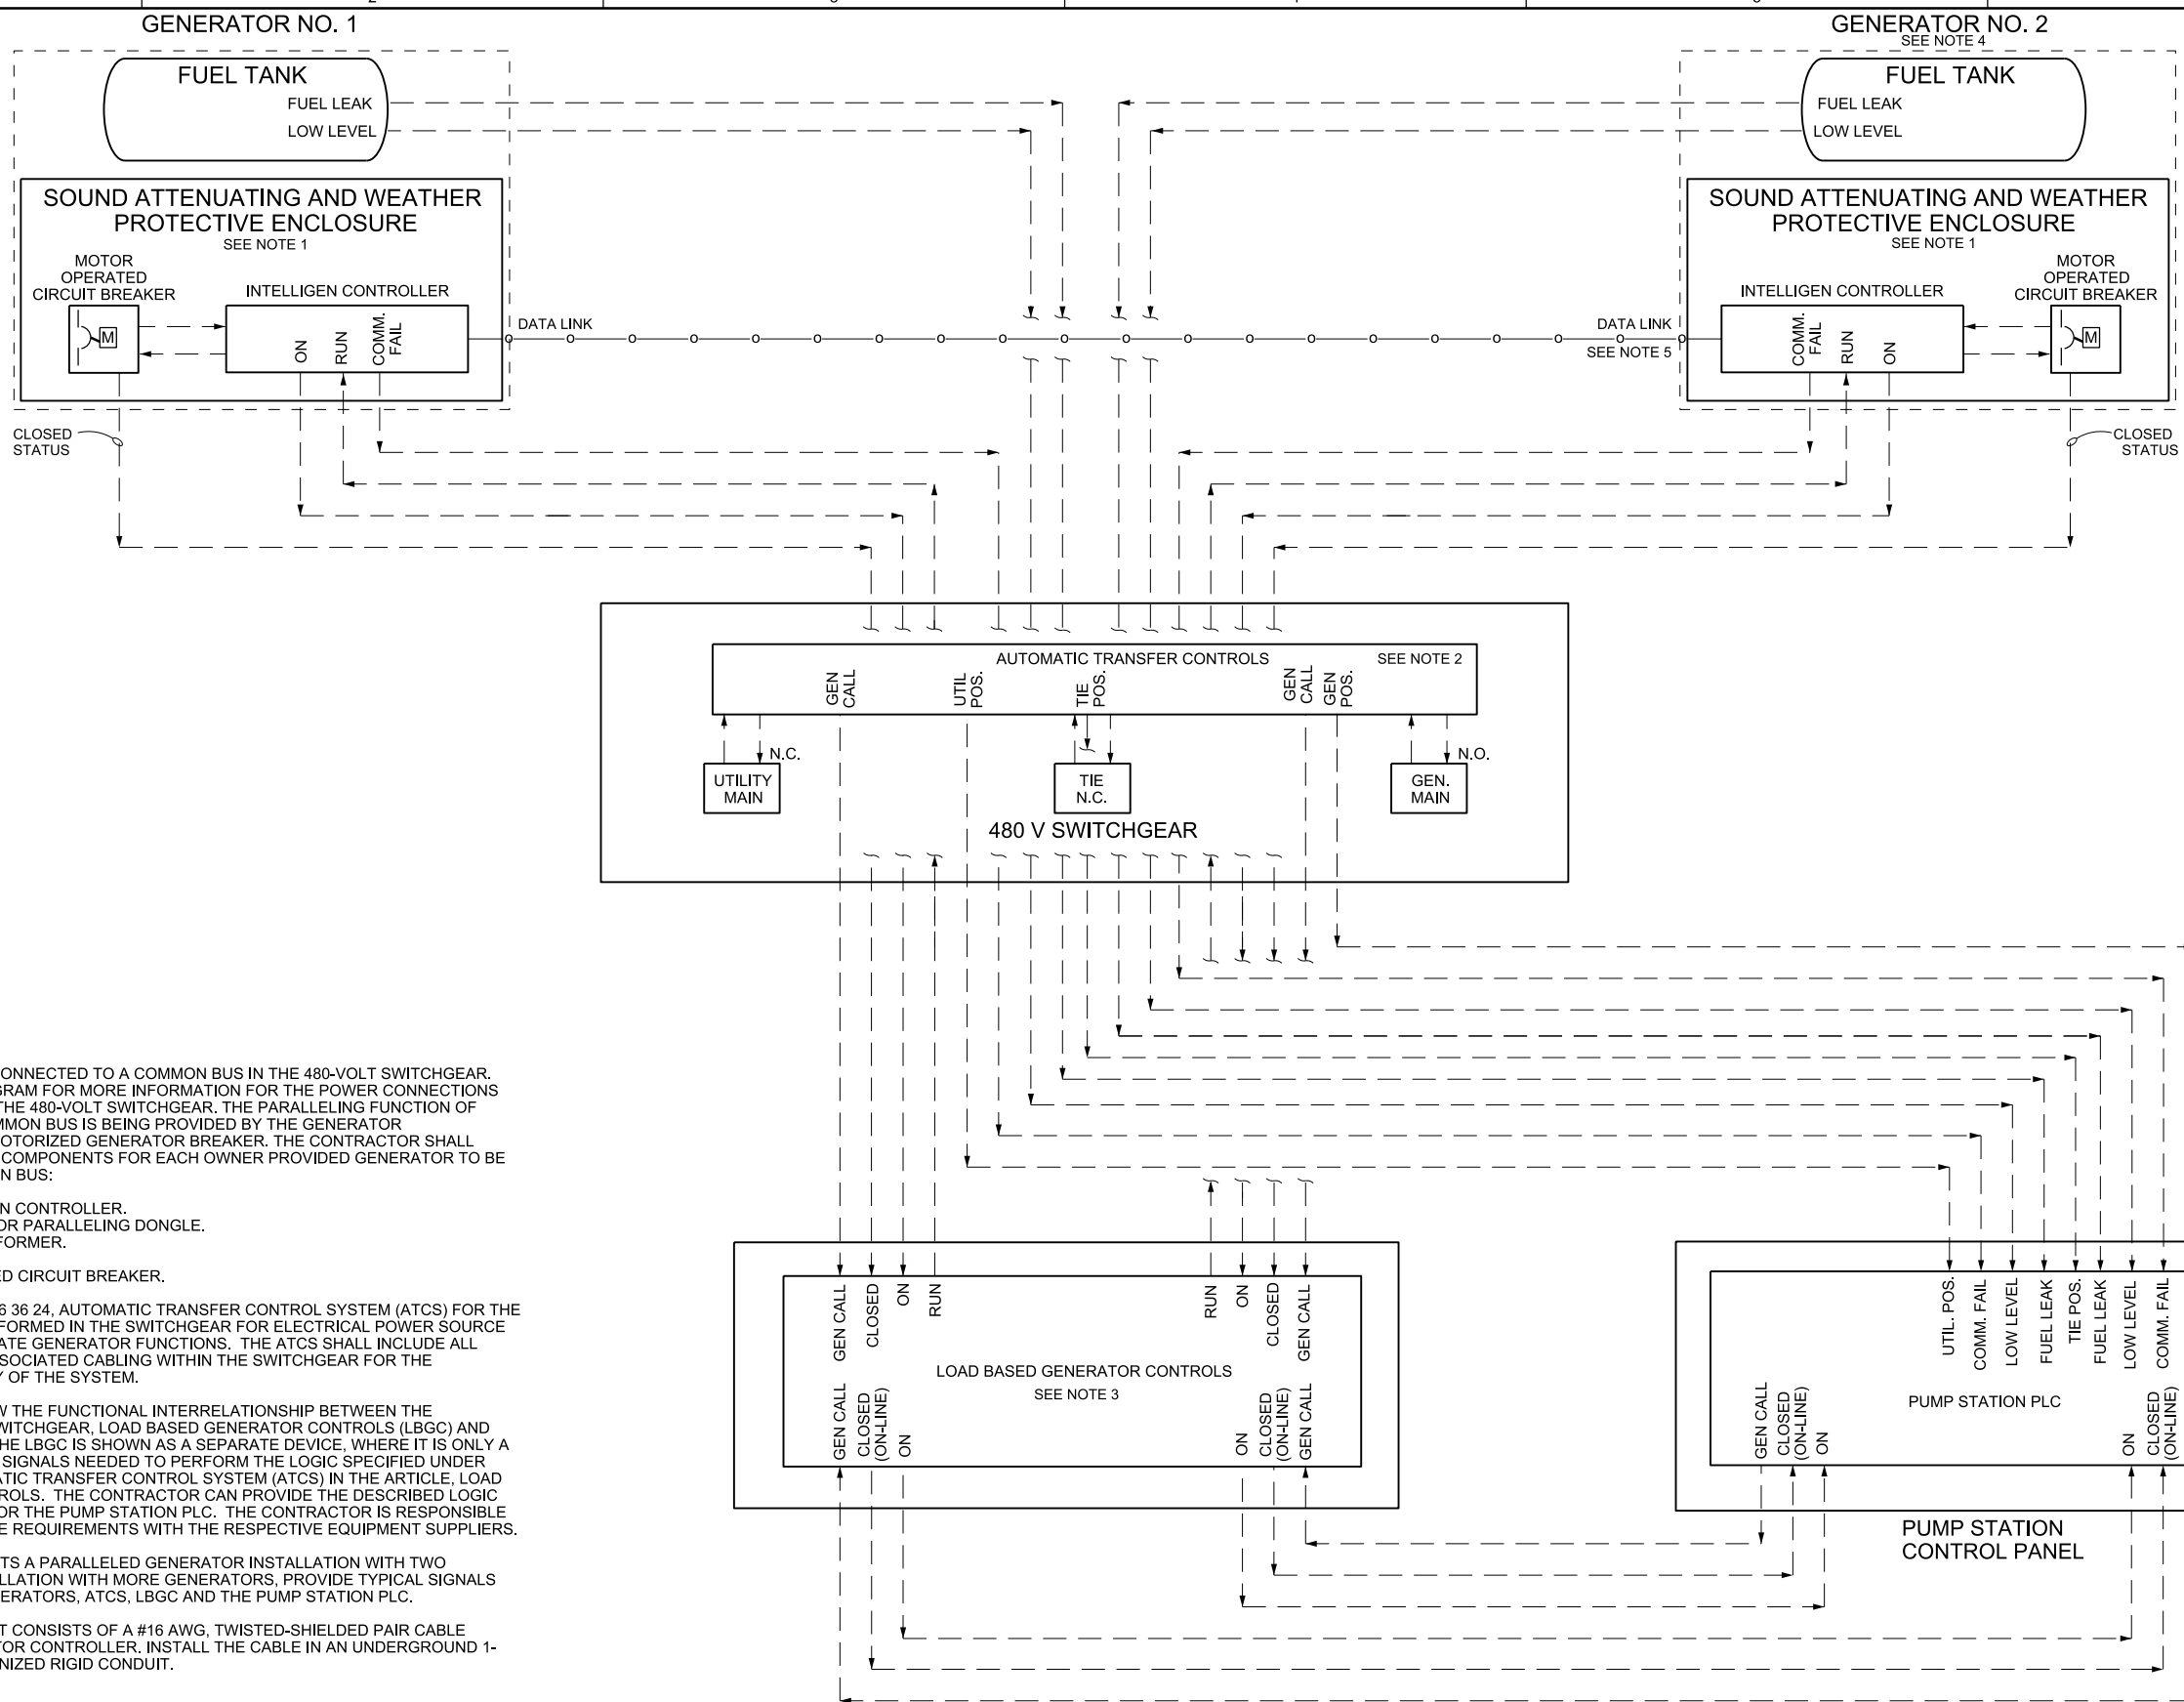 GENERATOR NO. 1
GENERATOR NO. 2
SEE NOTE 4
FUEL TANK
FUEL LEAK
LOW LEVEL
FUEL TANK
FUEL LEAK
LOW LEVEL
SOUND ATTENUATING AND WEATHER
PROTECTIVE ENCLOSURE
SEE NOTE 1
MOTOR
OPERATED
CIRCUIT BREAKER
M
INTELLIGEN CONTROLLER
ON
RUN
COMM.
FAIL
DATA LINK
DATA LINK
SEE NOTE 5
SOUND ATTENUATING AND WEATHER
PROTECTIVE ENCLOSURE
SEE NOTE 1
INTELLIGEN CONTROLLER
COMM.
FAIL
RUN
ON
MOTOR
OPERATED
CIRCUIT BREAKER
M
CLOSED
STATUS
CLOSED
STATUS
AUTOMATIC TRANSFER CONTROLS
SEE NOTE 2
GEN
CALL
UTIL
POS.
TIE
POS.
GEN
CALL
GEN
POS.
N.C.
N.O.
UTILITY
MAIN
TIE
N.C.
GEN.
MAIN
480 V SWITCHGEAR
ONNECTED TO A COMMON BUS IN THE 480-VOLT SWITCHGEAR.
GRAM FOR MORE INFORMATION FOR THE POWER CONNECTIONS
THE 480-VOLT SWITCHGEAR. THE PARALLELING FUNCTION OF
MMON BUS IS BEING PROVIDED BY THE GENERATOR
OTORIZED GENERATOR BREAKER. THE CONTRACTOR SHALL
COMPONENTS FOR EACH OWNER PROVIDED GENERATOR TO BE
N BUS:
N CONTROLLER.
OR PARALLELING DONGLE.
FORMER.
ED CIRCUIT BREAKER.
6 36 24, AUTOMATIC TRANSFER CONTROL SYSTEM (ATCS) FOR THE
FORMED IN THE SWITCHGEAR FOR ELECTRICAL POWER SOURCE
ATE GENERATOR FUNCTIONS. THE ATCS SHALL INCLUDE ALL
SSOCIATED CABLING WITHIN THE SWITCHGEAR FOR THE
Y OF THE SYSTEM.
W THE FUNCTIONAL INTERRELATIONSHIP BETWEEN THE
WITCHGEAR, LOAD BASED GENERATOR CONTROLS (LBGC) AND
HE LBGC IS SHOWN AS A SEPARATE DEVICE, WHERE IT IS ONLY A
SIGNALS NEEDED TO PERFORM THE LOGIC SPECIFIED UNDER
ATIC TRANSFER CONTROL SYSTEM (ATCS) IN THE ARTICLE, LOAD
ROLS. THE CONTRACTOR CAN PROVIDE THE DESCRIBED LOGIC
OR THE PUMP STATION PLC. THE CONTRACTOR IS RESPONSIBLE
E REQUIREMENTS WITH THE RESPECTIVE EQUIPMENT SUPPLIERS.
TS A PARALLELED GENERATOR INSTALLATION WITH TWO
LLATION WITH MORE GENERATORS, PROVIDE TYPICAL SIGNALS
ERATORS, ATCS, LBGC AND THE PUMP STATION PLC.
T CONSISTS OF A #16 AWG, TWISTED-SHIELDED PAIR CABLE
TOR CONTROLLER. INSTALL THE CABLE IN AN UNDERGROUND 1-
NIZED RIGID CONDUIT.
GEN CALL
CLOSED
ON
RUN
RUN
ON
CLOSED
GEN CALL
LOAD BASED GENERATOR CONTROLS
SEE NOTE 3
GEN CALL
CLOSED
(ON-LINE)
ON
ON
CLOSED
(ON-LINE)
GEN CALL
UTIL. POS.
COMM. FAIL
LOW LEVEL
FUEL LEAK
TIE POS.
FUEL LEAK
LOW LEVEL
COMM. FAIL
PUMP STATION PLC
GEN CALL
CLOSED
(ON-LINE)
ON
ON
CLOSED
(ON-LINE)
PUMP STATION
CONTROL PANEL